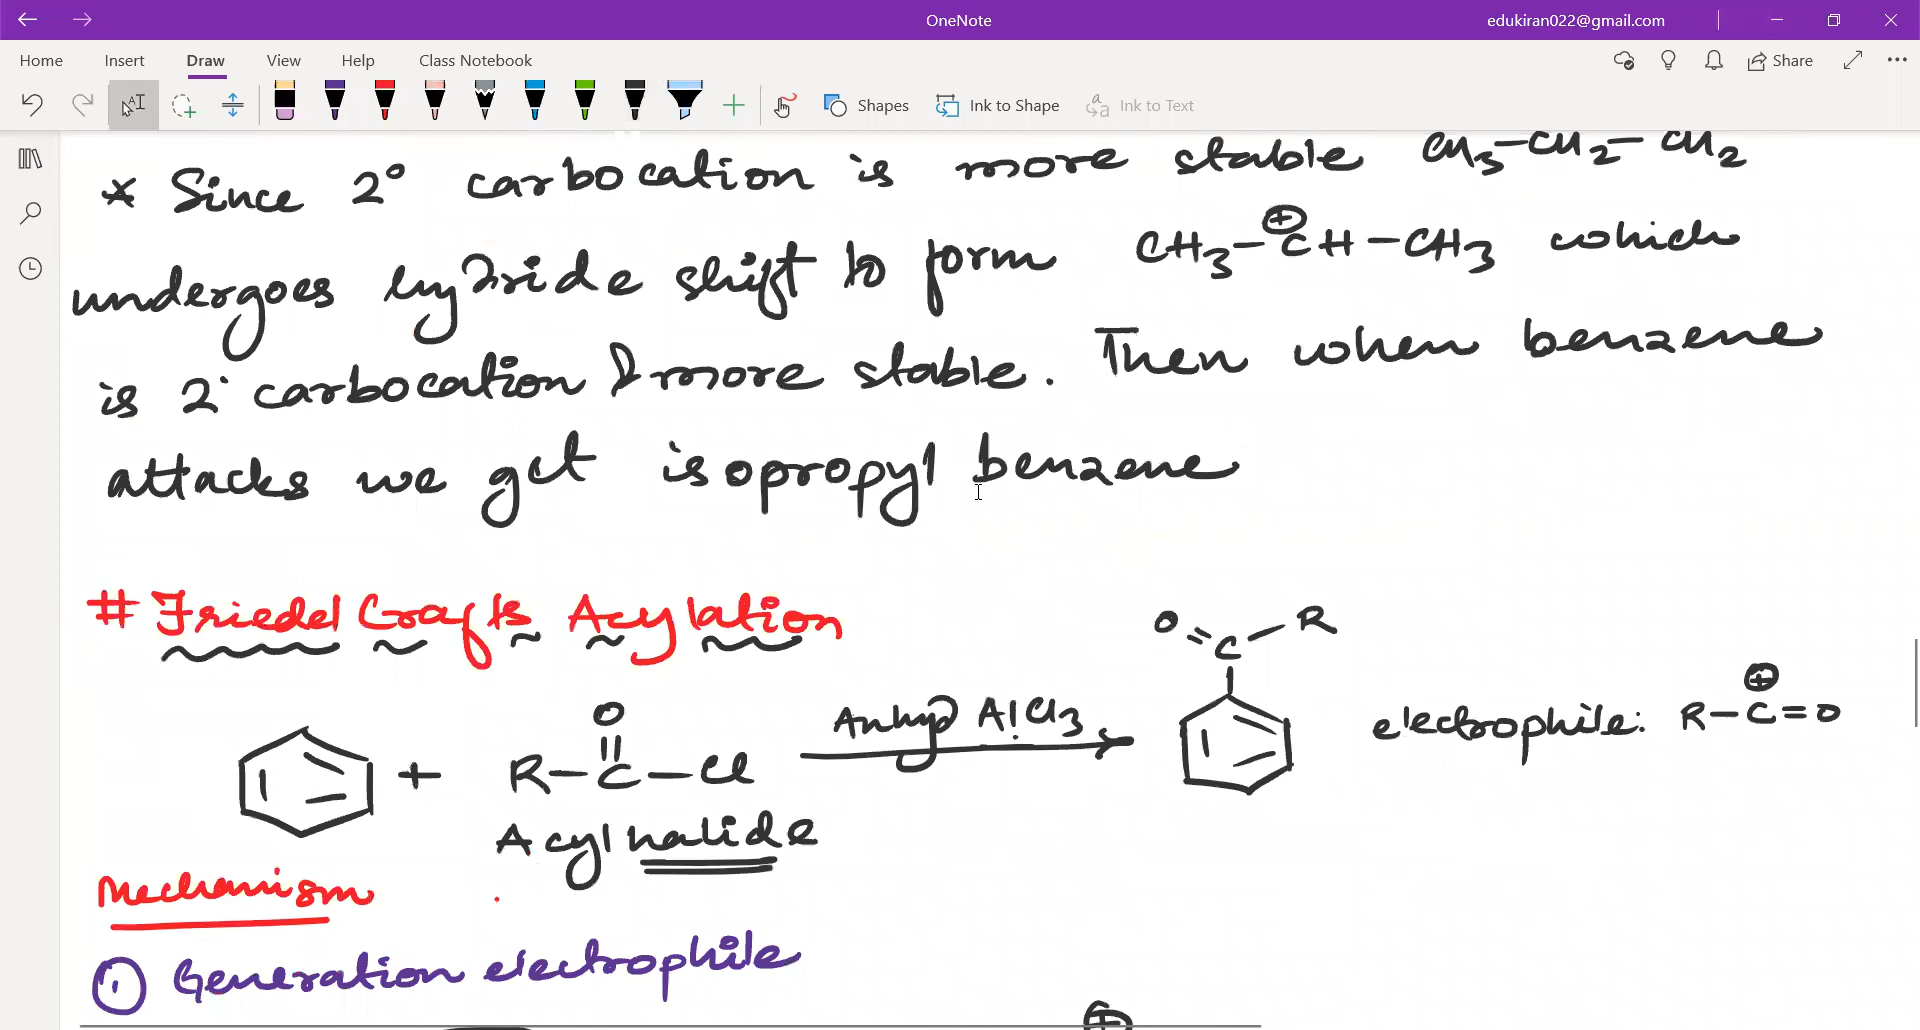 OneNote
edukiran022@gmail.com
Home Insert Draw View Help Class Notebook
Share
Shapes Ink to Shape Ink to Text
* Since 2° carbocation is more stable CH3-CH2-CH2
undergoes hydride shift to form CH3-CH-CH3 which
⊕
is 2° carbocation & more stable. Then when benzene
attacks we get isopropyl benzene
# Friedel Crafts Acylation
O=C-R
+ R-C-Cl
O
Anhyd AlCl3
electrophile: R-C=O
⊕
Acyl halide
Mechanism
① Generation electrophile